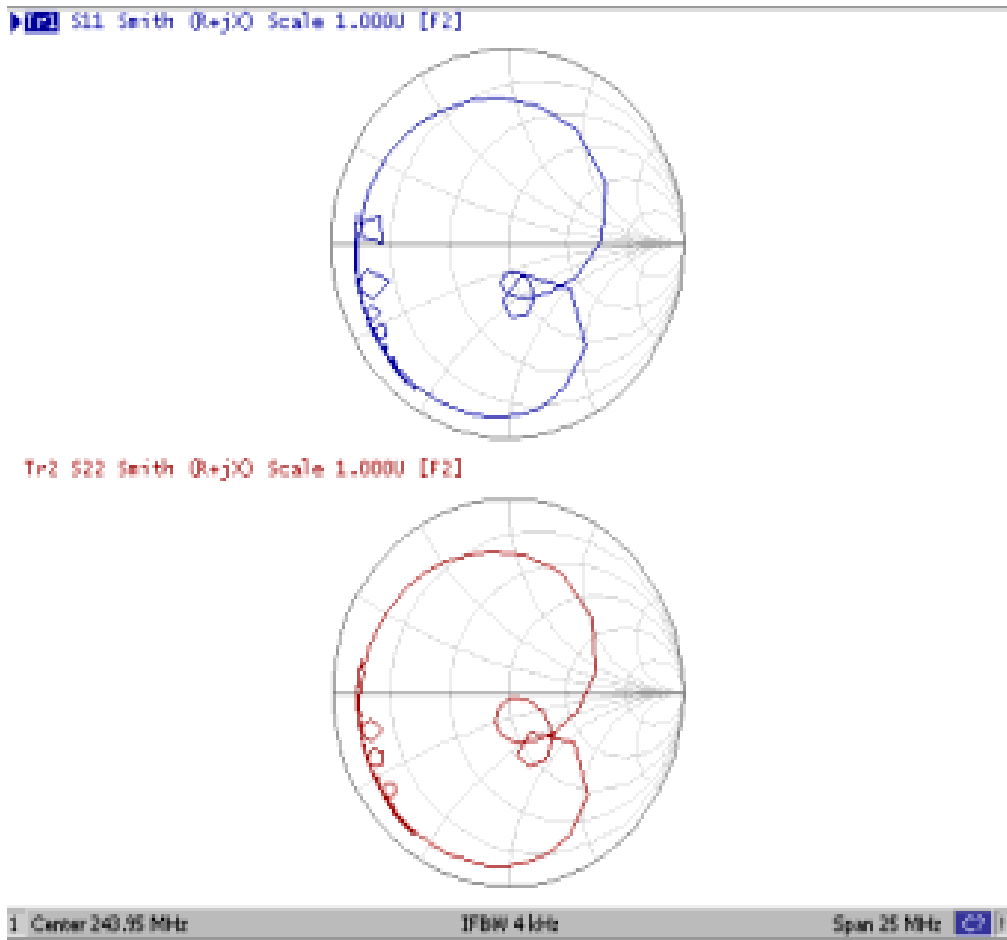 Tr1 S11 Smith (R+jX) Scale 1.000U [F2]
Tr2 S22 Smith (R+jX) Scale 1.000U [F2]
1 Center 243.95 MHz IFBW 4 kHz Span 25 MHz C?